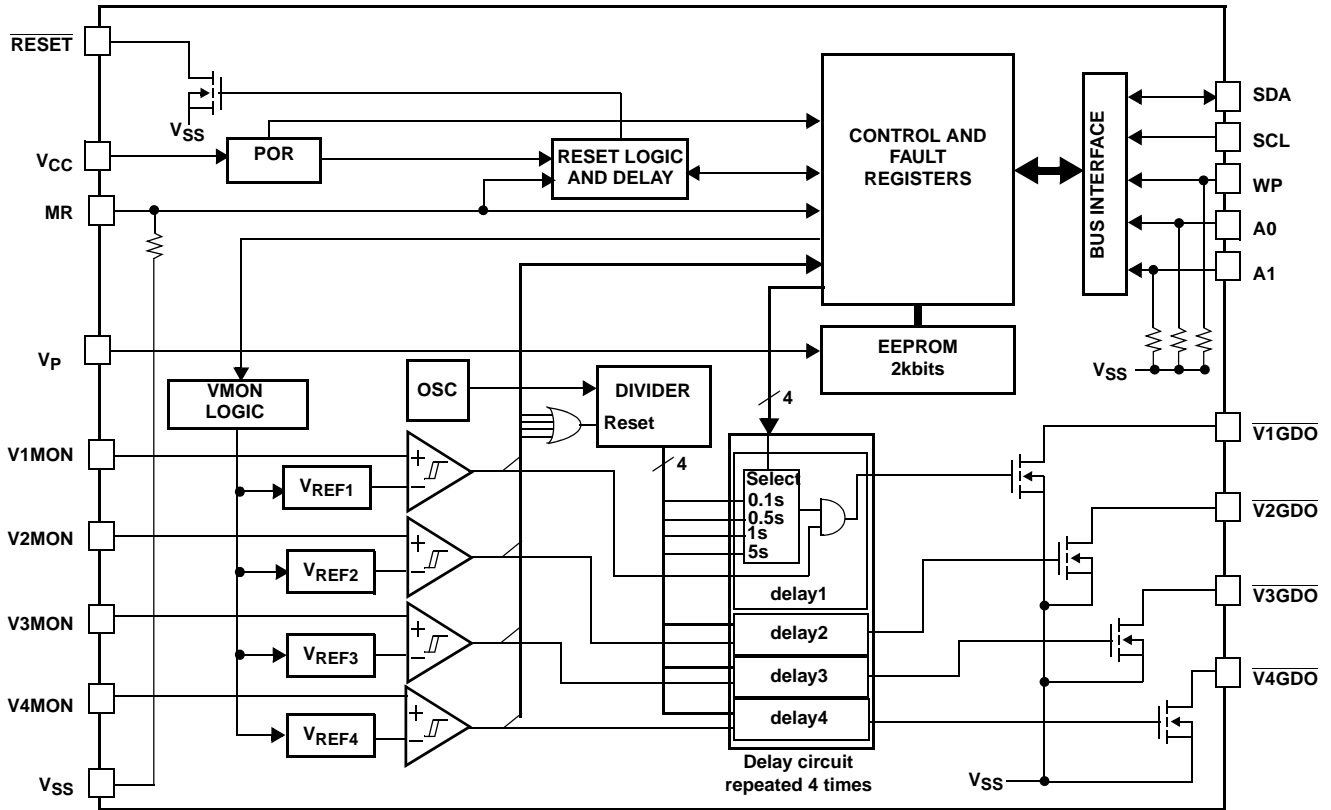 RESET
VSS
VCC
POR
RESET LOGIC
AND DELAY
MR
CONTROL AND
FAULT
REGISTERS
BUS INTERFACE
SDA
SCL
WP
A0
A1
VSS
VP
EEPROM
2kbits
VMON
LOGIC
OSC
DIVIDER
Reset
4
4
V1MON
V2MON
V3MON
V4MON
VSS
VREF1
VREF2
VREF3
VREF4
+
−
+
−
+
−
+
−
Select
0.1s
0.5s
1s
5s
delay1
delay2
delay3
delay4
Delay circuit
repeated 4 times
V1GDO
V2GDO
V3GDO
V4GDO
VSS